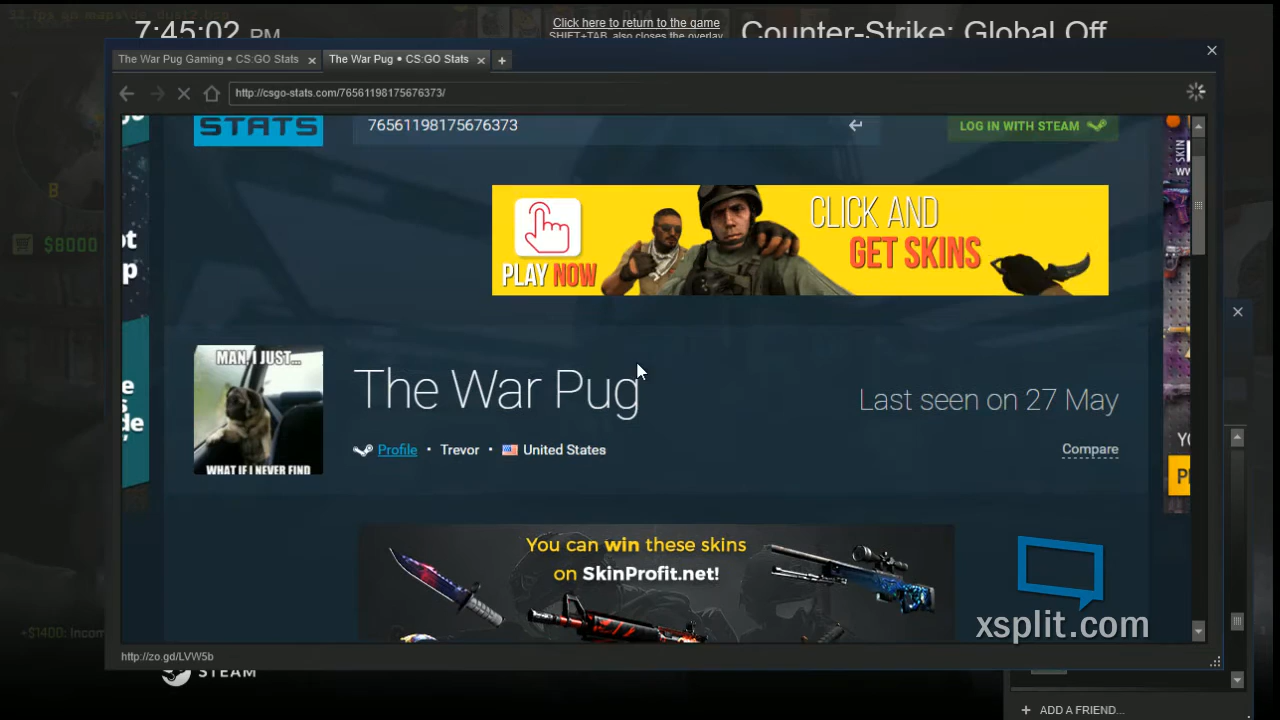 7:45:02 PM
Click here to return to the game
SHIFT+TAB also closes the overlay
Counter-Strike: Global Off
The War Pug Gaming • CS:GO Stats
The War Pug • CS:GO Stats
http://csgo-stats.com/76561198175676373/
STATS
76561198175676373
LOG IN WITH STEAM
SKIN
B
$8000
PLAY NOW
CLICK AND
GET SKINS
MAN, I JUST...
WHAT IF I NEVER FIND
The War Pug
Last seen on 27 May
Profile • Trevor • United States
Compare
You can win these skins
on SkinProfit.net!
xsplit.com
+$1400: Incom
http://zo.gd/LVW5b
STEAM
+ ADD A FRIEND...